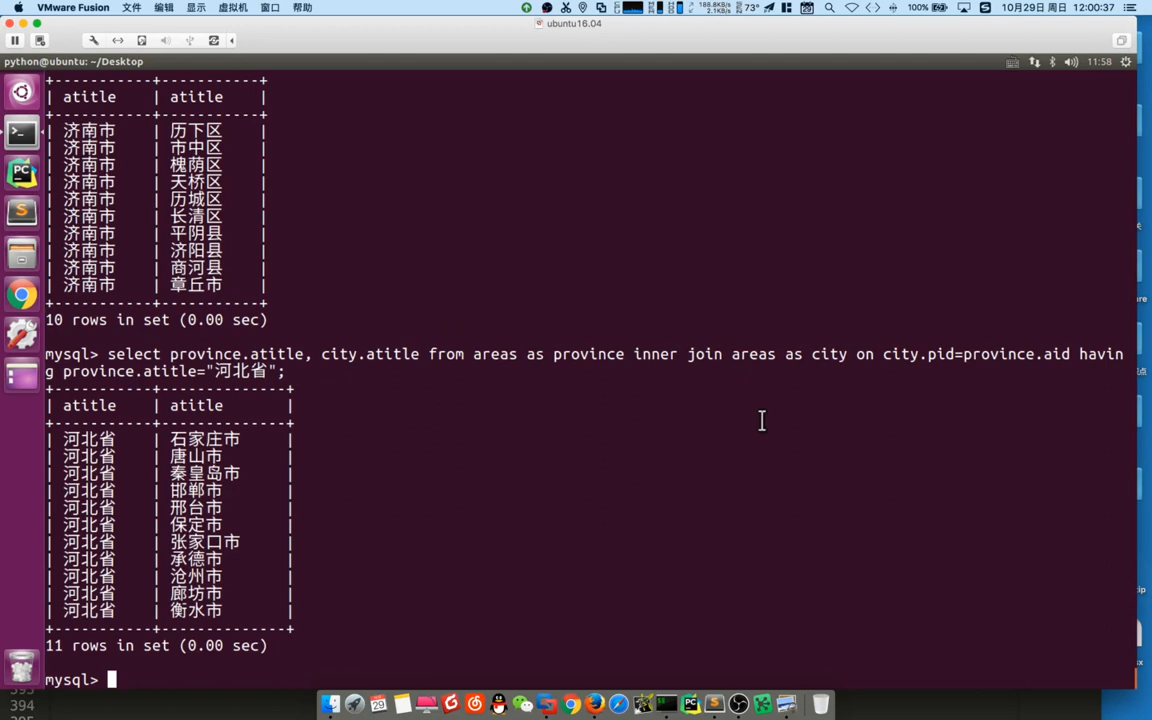 VMware Fusion 文件 编辑 显示 虚拟机 窗口 帮助 188.8KB/s 2.1KB/s 73° 100% 10月29日 周日 12:00:37
ubuntu16.04
python@ubuntu: ~/Desktop 11:58
+-----------+-----------+
| atitle | atitle |
+-----------+-----------+
| 济南市 | 历下区 |
| 济南市 | 市中区 |
| 济南市 | 槐荫区 |
| 济南市 | 天桥区 |
| 济南市 | 历城区 |
| 济南市 | 长清区 |
| 济南市 | 平阴县 |
| 济南市 | 济阳县 |
| 济南市 | 商河县 |
| 济南市 | 章丘市 |
+-----------+-----------+
10 rows in set (0.00 sec)
mysql> select province.atitle, city.atitle from areas as province inner join areas as city on city.pid=province.aid havin
g province.atitle="河北省";
+-----------+--------------+
| atitle | atitle |
+-----------+--------------+
| 河北省 | 石家庄市 |
| 河北省 | 唐山市 |
| 河北省 | 秦皇岛市 |
| 河北省 | 邯郸市 |
| 河北省 | 邢台市 |
| 河北省 | 保定市 |
| 河北省 | 张家口市 |
| 河北省 | 承德市 |
| 河北省 | 沧州市 |
| 河北省 | 廊坊市 |
| 河北省 | 衡水市 |
+-----------+--------------+
11 rows in set (0.00 sec)
mysql>
394
395